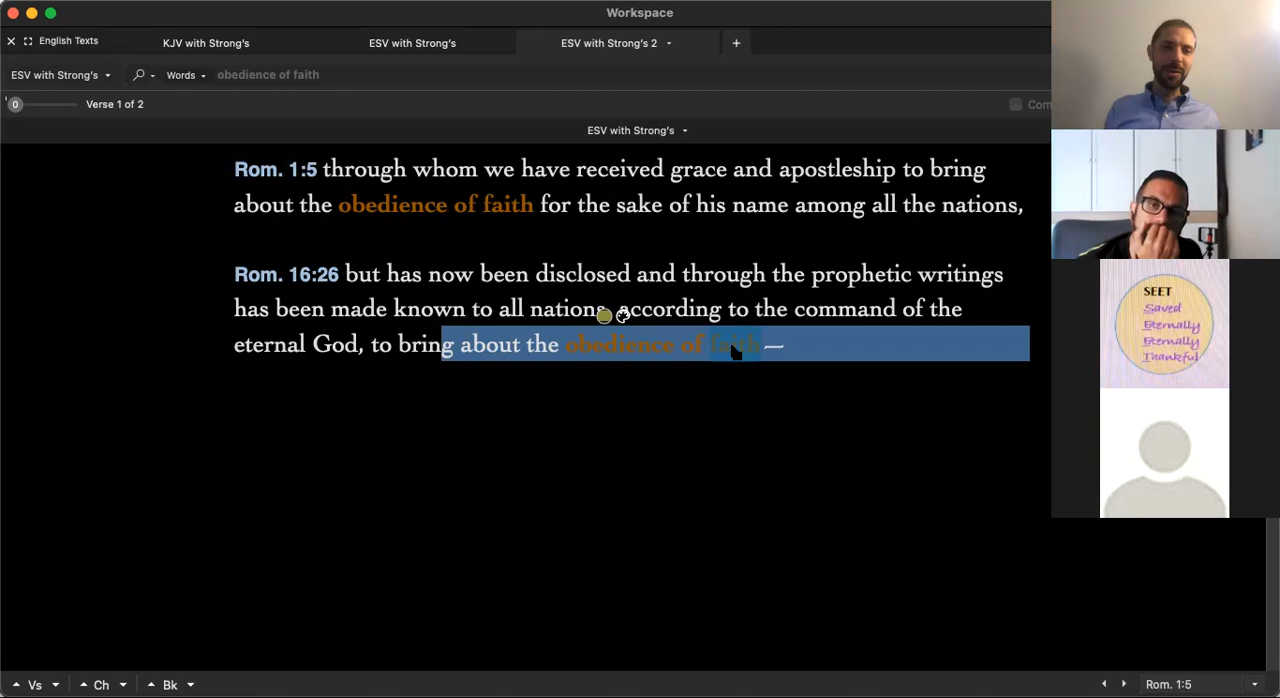 Workspace
English Texts
KJV with Strong's
ESV with Strong's
ESV with Strong's 2
+
ESV with Strong's
Words
obedience of faith
0
Verse 1 of 2
Com
ESV with Strong's
Rom. 1:5 through whom we have received grace and apostleship to bring
about the obedience of faith for the sake of his name among all the nations,
Rom. 16:26 but has now been disclosed and through the prophetic writings
has been made known to all nations, according to the command of the
eternal God, to bring about the obedience of faith—
SEET
Saved
Eternally
Eternally
Thankful
Vs
Ch
Bk
Rom. 1:5